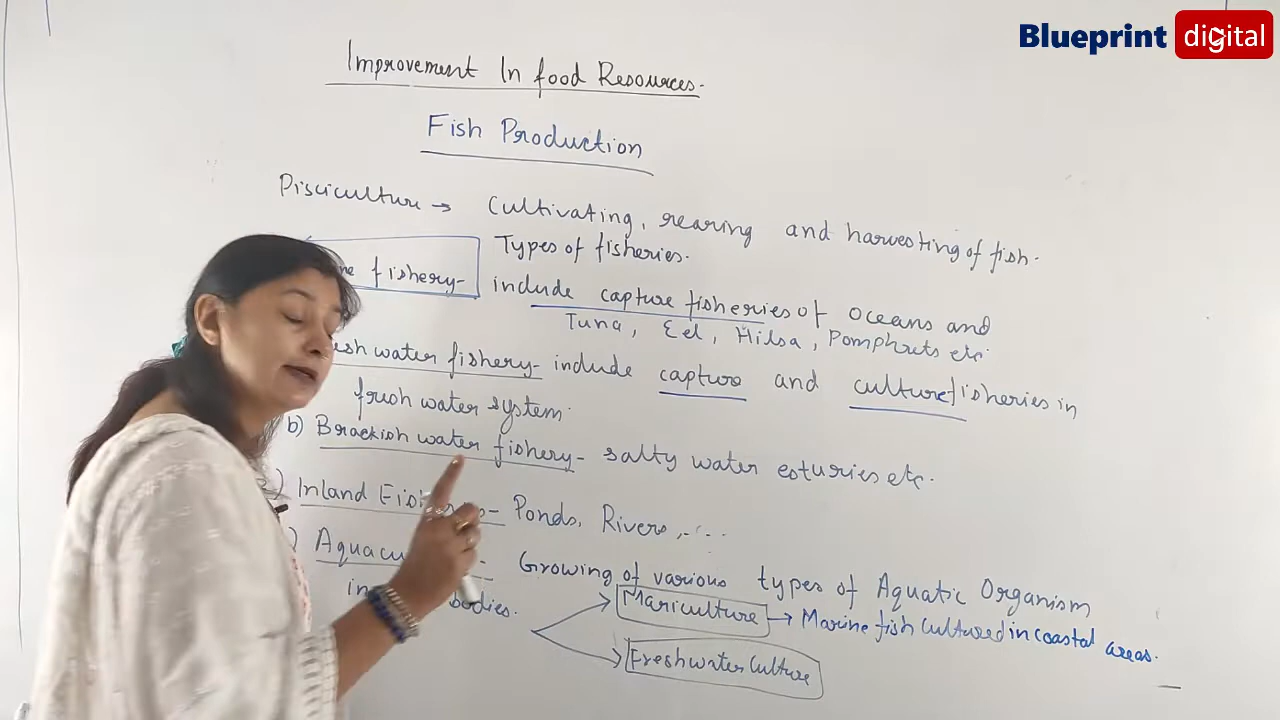 Blueprint digital
Improvement In food Resources.
Fish Production
Pisciculture → Cultivating, rearing and harvesting of fish.
Types of fisheries.
fishery- include capture fisheries of Oceans and
Tuna, Eel, Hilsa, Pomphrets etc.
water fishery- include capture and culture fisheries in
fresh water system.
b) Brackish water fishery- salty water esturies etc.
Inland Ponds, Rivers, ...
Growing of various types of Aquatic Organism
in bodies.
Mariculture → Marine fish cultured in coastal areas.
Freshwater Culture